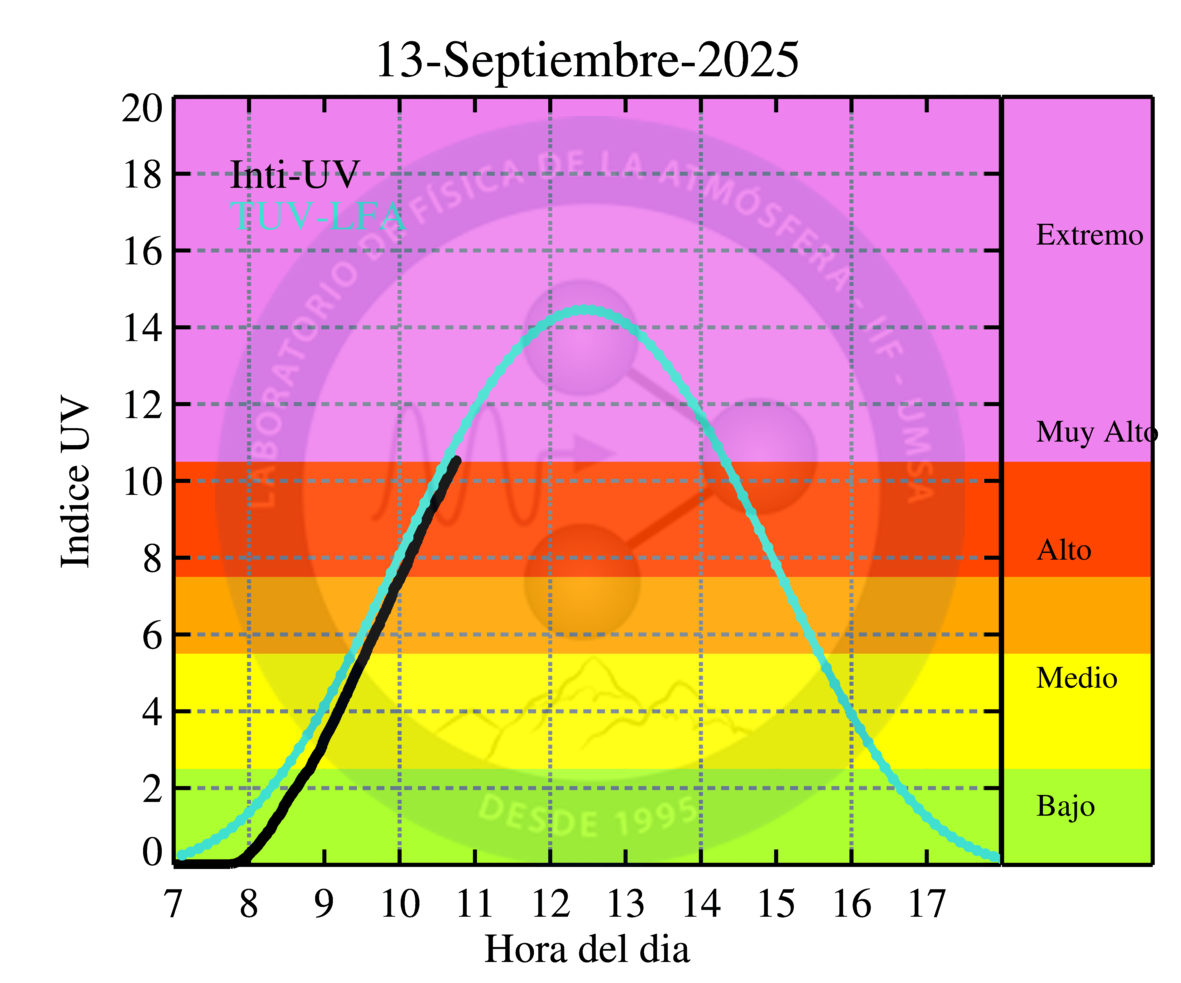 13-Septiembre-2025
20
18
16
14
12
10
8
6
4
2
0
Indice UV
Inti-UV
TUV-LFA
LABORATORIO DE FÍSICA DE LA ATMÓSFERA - IIF - UMSA
DESDE 1995
Extremo
Muy Alto
Alto
Medio
Bajo
7 8 9 10 11 12 13 14 15 16 17
Hora del dia